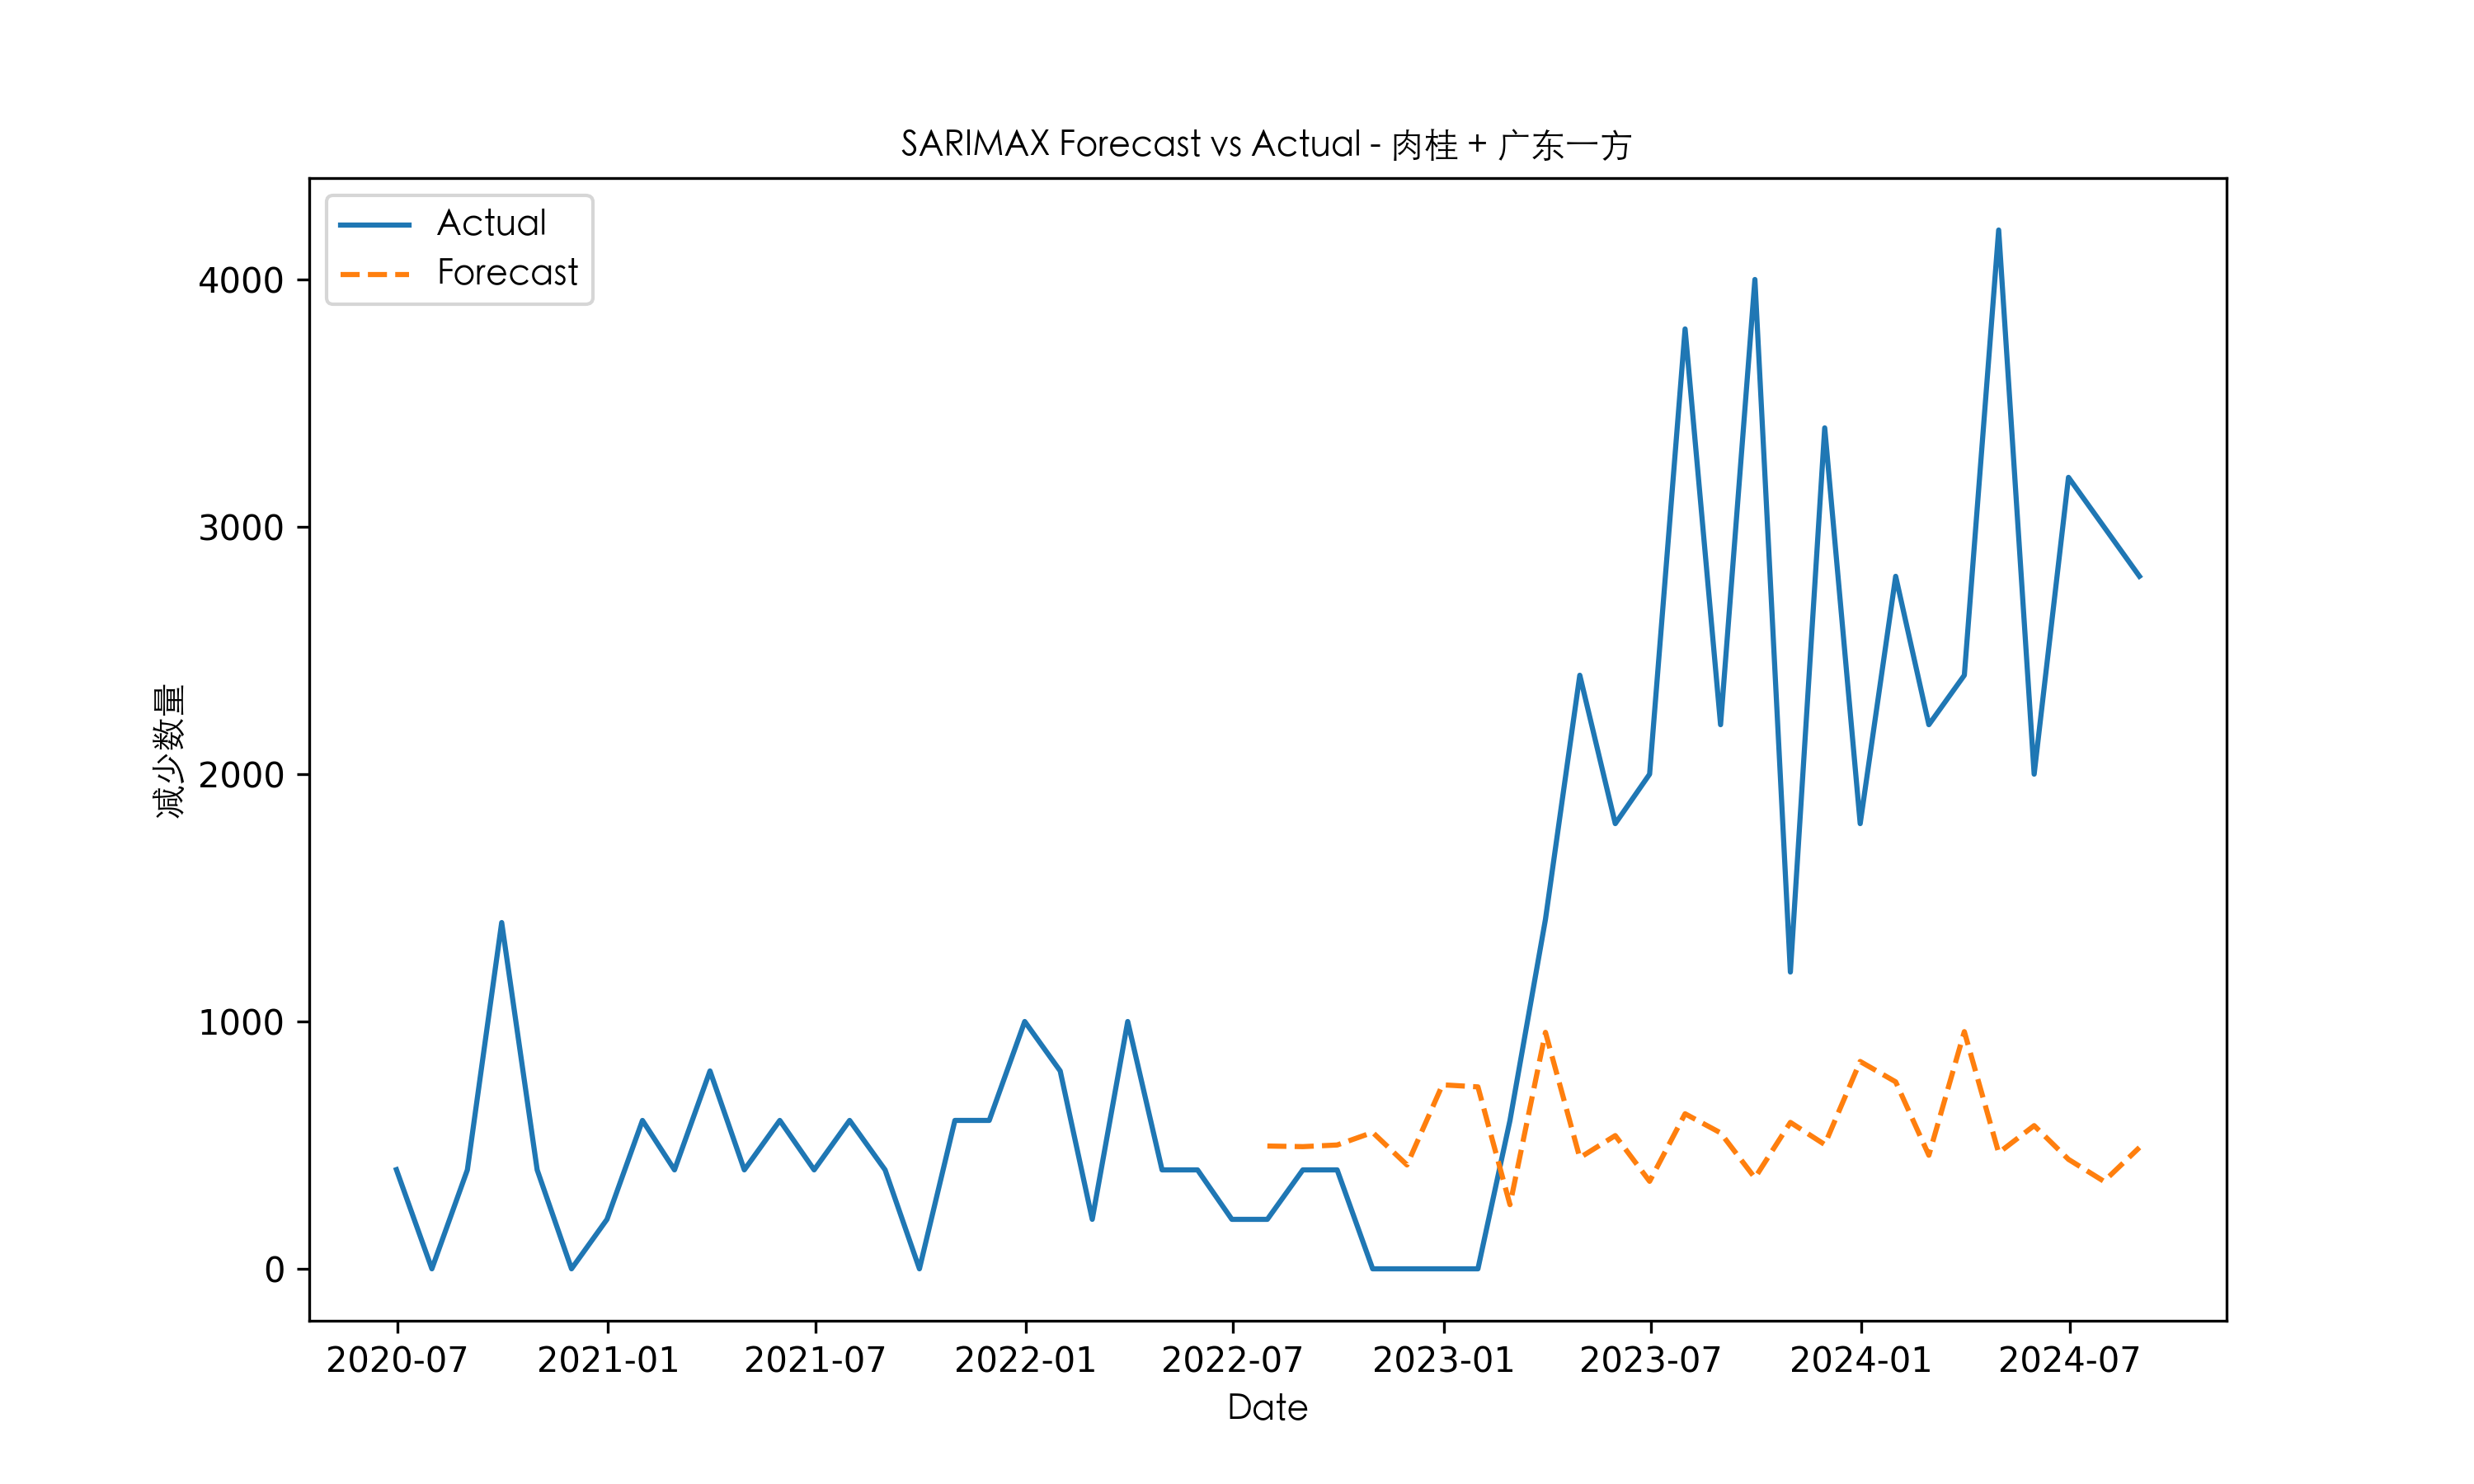 SARIMAX Forecast vs Actual - 肉桂 + 广东一方
Actual
Forecast
减少数量
4000
3000
2000
1000
0
2020-07 2021-01 2021-07 2022-01 2022-07 2023-01 2023-07 2024-01 2024-07
Date